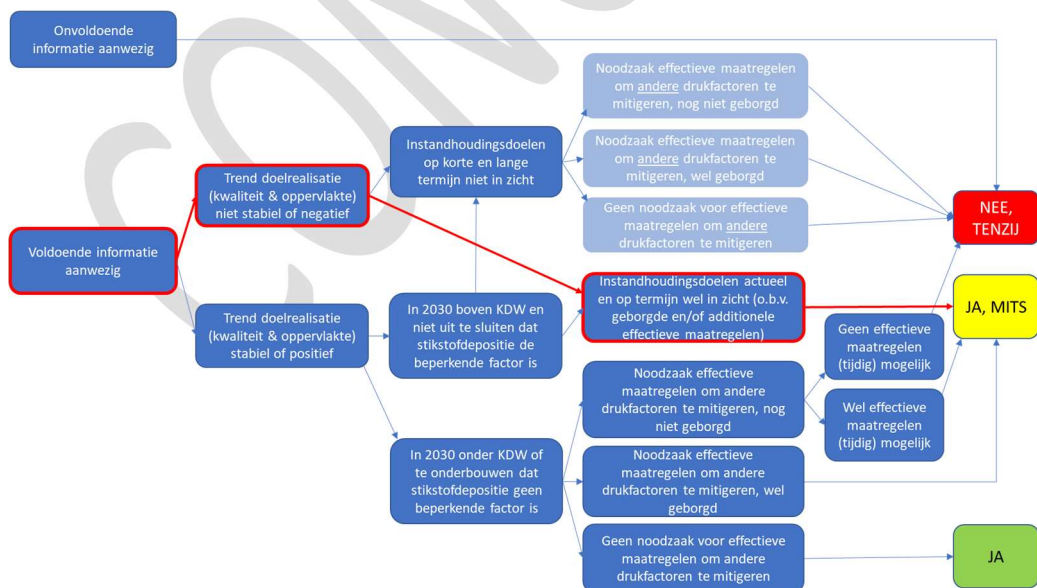 Onvoldoende
informatie aanwezig
Voldoende informatie
aanwezig
Trend doelrealisatie
(kwaliteit & oppervlakte)
niet stabiel of negatief
Trend doelrealisatie
(kwaliteit & oppervlakte)
stabiel of positief
Instandhoudingsdoelen
op korte en lange
termijn niet in zicht
In 2030 boven KDW en
niet uit te sluiten dat
stikstofdepositie de
beperkende factor is
In 2030 onder KDW of
te onderbouwen dat
stikstofdepositie geen
beperkende factor is
Noodzaak effectieve maatregelen
om andere drukfactoren te
mitigeren, nog niet geborgd
Noodzaak effectieve maatregelen
om andere drukfactoren te
mitigeren, wel geborgd
Geen noodzaak voor effectieve
maatregelen om andere
drukfactoren te mitigeren
Instandhoudingsdoelen actueel
en op termijn wel in zicht (o.b.v.
geborgde en/of additionele
effectieve maatregelen)
Noodzaak effectieve
maatregelen om andere
drukfactoren te mitigeren, nog
niet geborgd
Noodzaak effectieve
maatregelen om andere
drukfactoren te mitigeren, wel
geborgd
Geen noodzaak voor effectieve
maatregelen om andere
drukfactoren te mitigeren
Geen effectieve
maatregelen
(tijdig) mogelijk
Wel effectieve
maatregelen
(tijdig) mogelijk
NEE,
TENZIJ
JA, MITS
JA